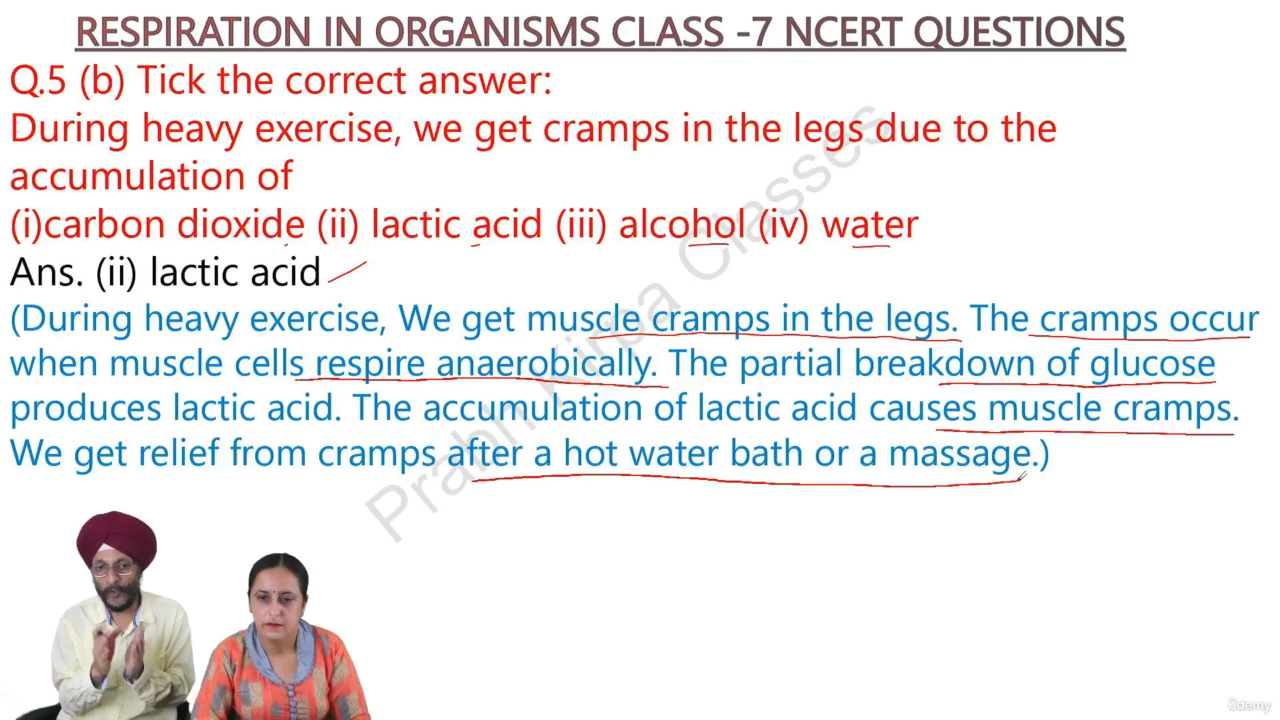 RESPIRATION IN ORGANISMS CLASS -7 NCERT QUESTIONS
Q.5 (b) Tick the correct answer:
During heavy exercise, we get cramps in the legs due to the
accumulation of
(i)carbon dioxide (ii) lactic acid (iii) alcohol (iv) water
Ans. (ii) lactic acid
(During heavy exercise, We get muscle cramps in the legs. The cramps occur
when muscle cells respire anaerobically. The partial breakdown of glucose
produces lactic acid. The accumulation of lactic acid causes muscle cramps.
We get relief from cramps after a hot water bath or a massage.)
Prabh Kirpa Classes
ûdemy